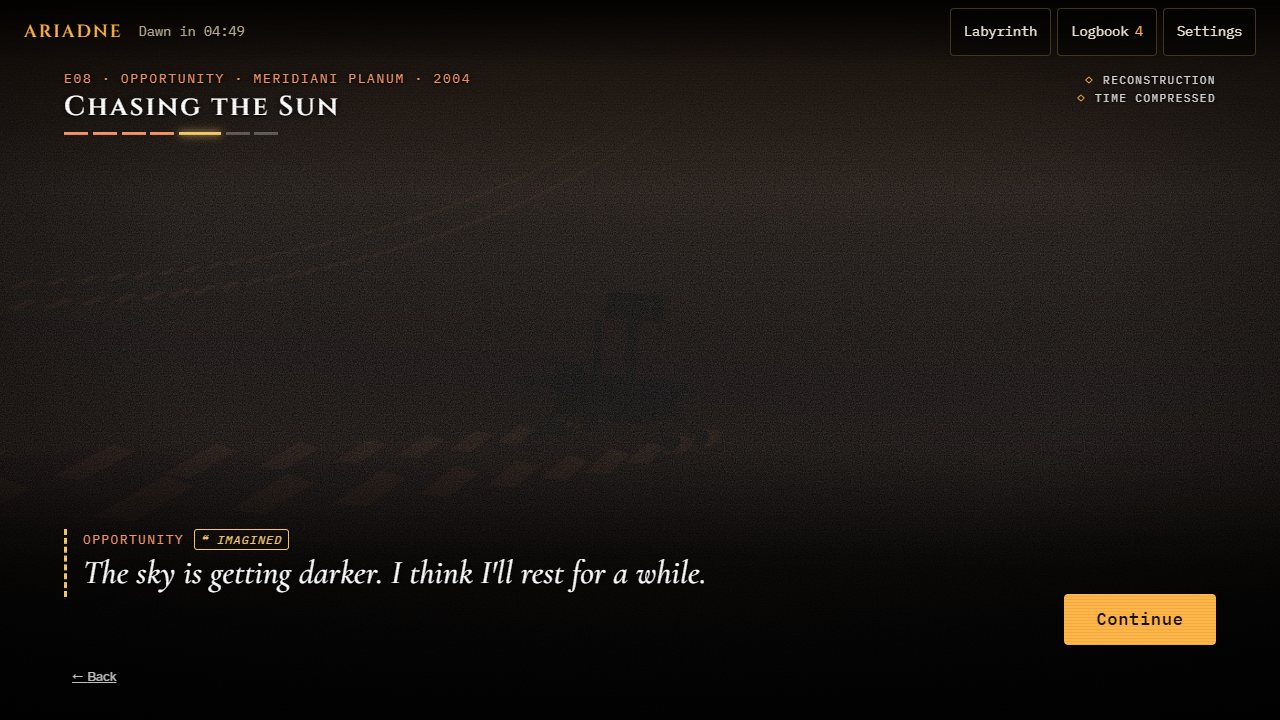 ARIADNE Dawn in 04:49 Labyrinth Logbook 4 Settings
E08 · OPPORTUNITY · MERIDIANI PLANUM · 2004
Chasing the Sun
◇ RECONSTRUCTION
◇ TIME COMPRESSED
OPPORTUNITY ❝ IMAGINED
The sky is getting darker. I think I'll rest for a while.
Continue
← Back